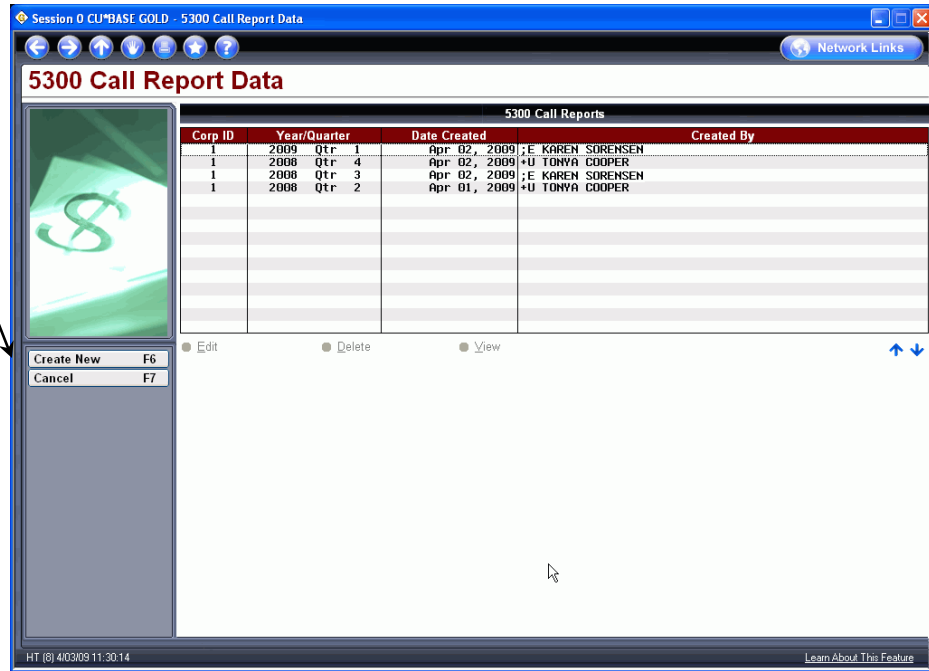 Session 0 CU*BASE GOLD - 5300 Call Report Data
Network Links
5300 Call Report Data
5300 Call Reports
Corp ID Year/Quarter Date Created Created By
1 2009 Qtr 1 Apr 02, 2009 ;E KAREN SORENSEN
1 2008 Qtr 4 Apr 02, 2009 +U TONYA COOPER
1 2008 Qtr 3 Apr 02, 2009 ;E KAREN SORENSEN
1 2008 Qtr 2 Apr 01, 2009 +U TONYA COOPER
Edit Delete View
Create New F6
Cancel F7
HT (8) 4/03/09 11:30:14 Learn About This Feature